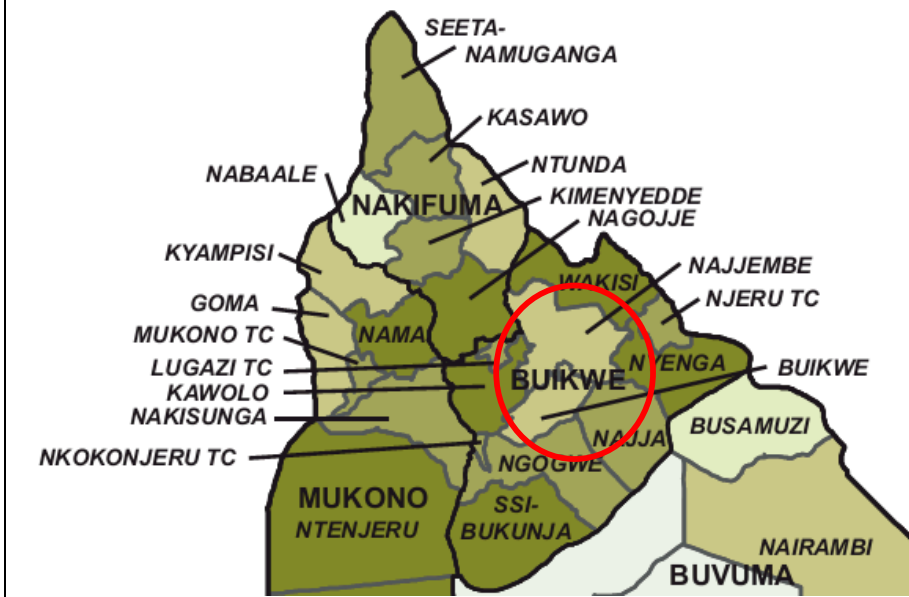 SEETA-
NAMUGANGA
KASAWO
NTUNDA
NABAALE
KIMENYEDDE
NAKIFUMA
NAGOJJE
KYAMPISI
NAJJEMBE
WAKISI
GOMA
NJERU TC
MUKONO TC
NAMA
LUGAZI TC
NYENGA
BUIKWE
BUIKWE
KAWOLO
NAKISUNGA
BUSAMUZI
NAJJA
NKOKONJERU TC
NGOGWE
MUKONO
SSI-
BUKUNJA
NTENJERU
NAIRAMBI
BUVUMA